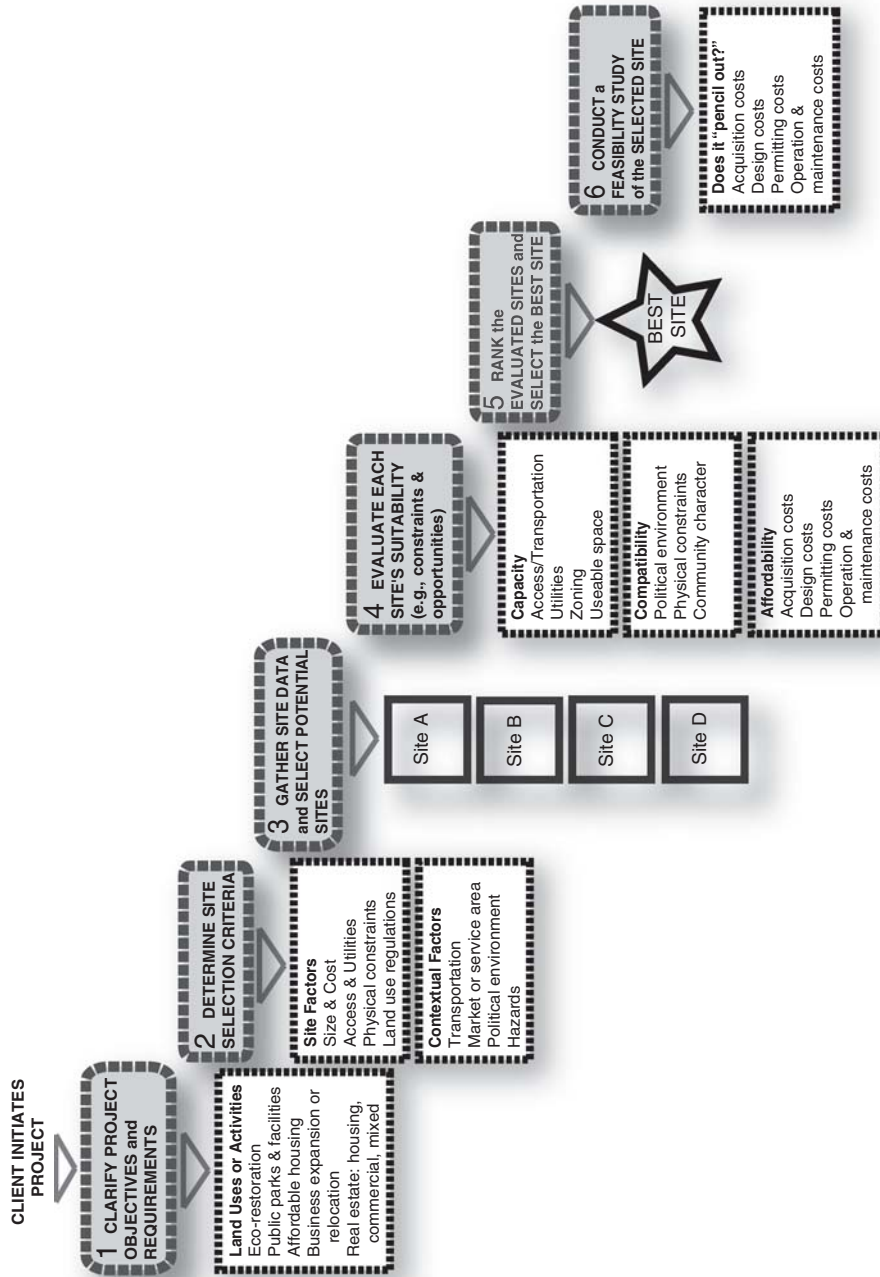 CLIENT INITIATES
PROJECT
1 CLARIFY PROJECT
OBJECTIVES and
REQUIREMENTS
Land Uses or Activities
Eco-restoration
Public parks & facilities
Affordable housing
Business expansion or
relocation
Real estate: housing,
commercial, mixed
2 DETERMINE SITE
SELECTION CRITERIA
Site Factors
Size & Cost
Access & Utilities
Physical constraints
Land use regulations
Contextual Factors
Transportation
Market or service area
Political environment
Hazards
3 GATHER SITE DATA
and SELECT POTENTIAL
SITES
Site A
Site B
Site C
Site D
4 EVALUATE EACH
SITE'S SUITABILITY
(e.g., constraints &
opportunities)
Capacity
Access/Transportation
Utilities
Zoning
Useable space
Compatibility
Political environment
Physical constraints
Community character
Affordability
Acquisition costs
Design costs
Permitting costs
Operation &
maintenance costs
5 RANK the
EVALUATED SITES and
SELECT the BEST SITE
BEST
SITE
6 CONDUCT a
FEASIBILITY STUDY
of the SELECTED SITE
Does it “pencil out?”
Acquisition costs
Design costs
Permitting costs
Operation &
maintenance costs